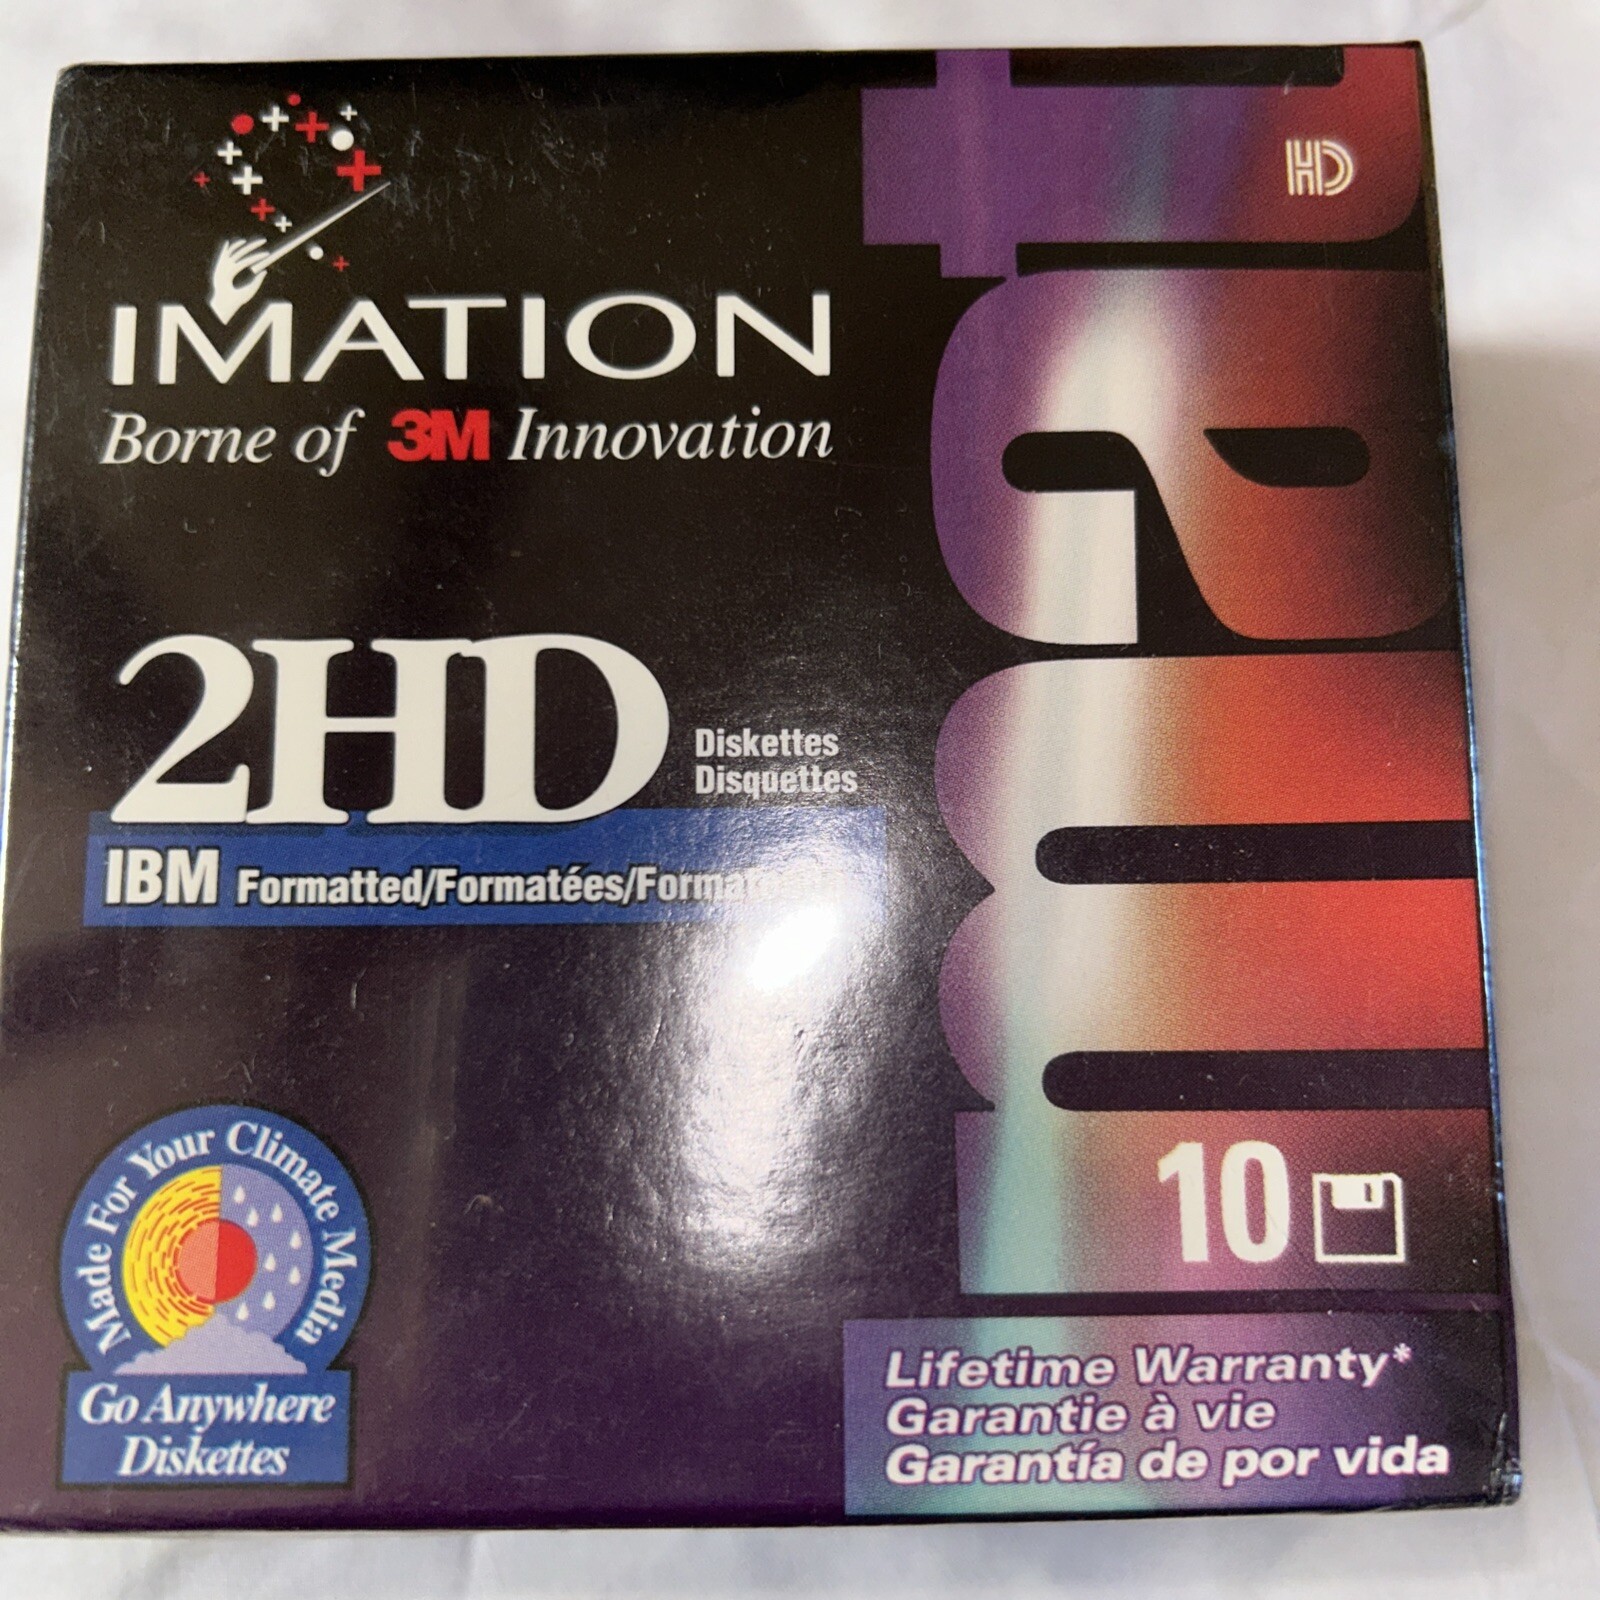 HD
IMATION
Borne of 3M Innovation
2HD
Diskettes
Disquettes
IBM Formatted/Formatées/
10
Made For Your Climate Media
Go Anywhere
Diskettes
Lifetime Warranty*
Garantie à vie
Garantía de por vida